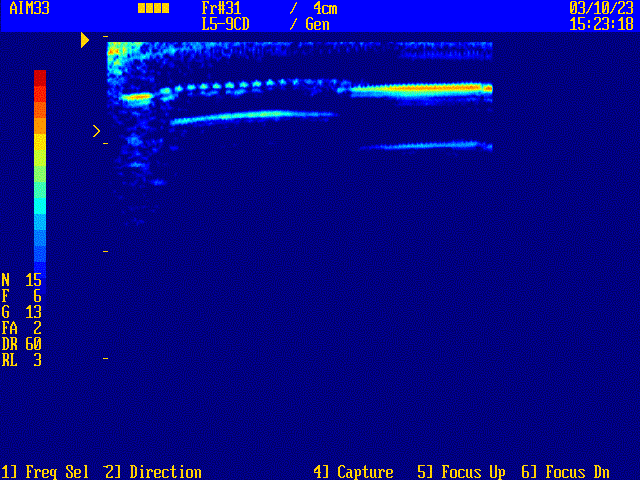 AIM33 Fr#31 / 4cm 03/10/23
L5-9CD / Gen 15:23:18
N 15
F 6
G 13
FA 2
DR 60
RL 3
1] Freq Sel 2] Direction 4] Capture 5] Focus Up 6] Focus Dn